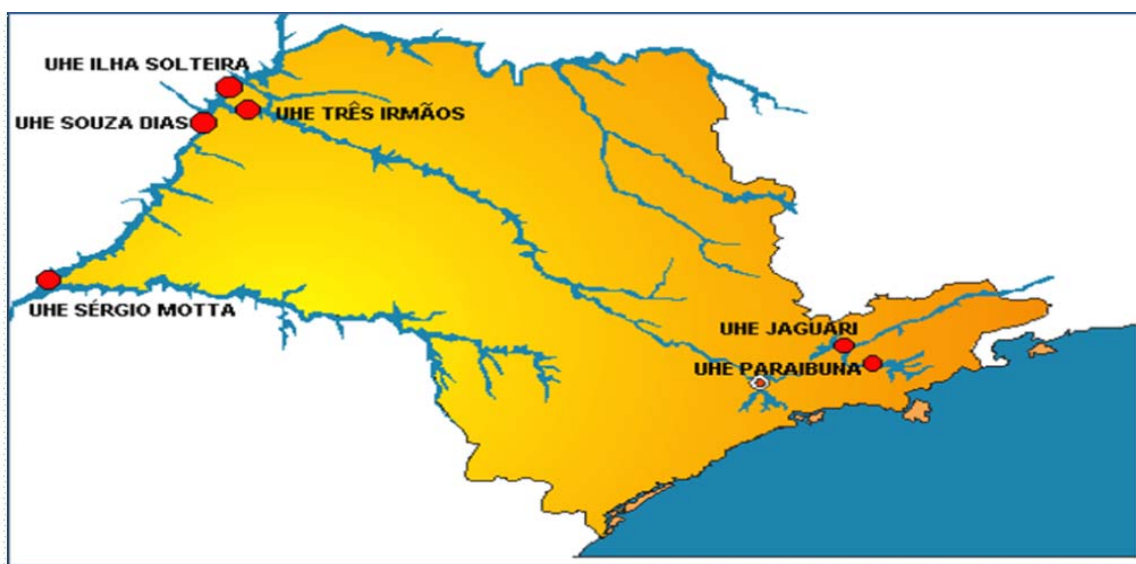 UHE ILHA SOLTEIRA
UHE TRÊS IRMÃOS
UHE SOUZA DIAS
UHE SÉRGIO MOTTA
UHE JAGUARI
UHE PARAIBUNA